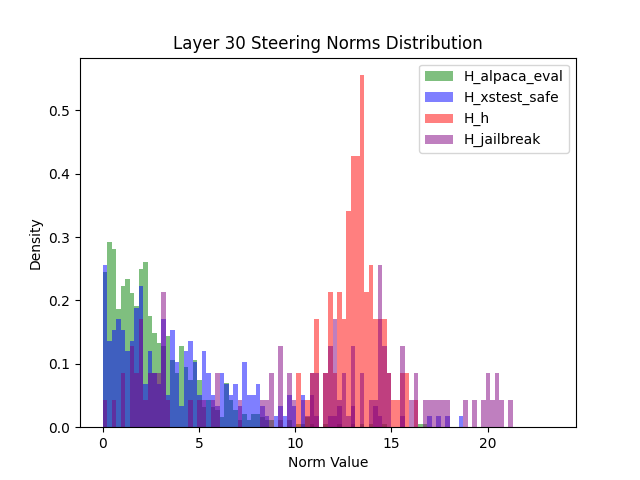 Layer 30 Steering Norms Distribution
H_alpaca_eval
H_xstest_safe
H_h
H_jailbreak
Density
0.5
0.4
0.3
0.2
0.1
0.0
0
5
10
15
20
Norm Value